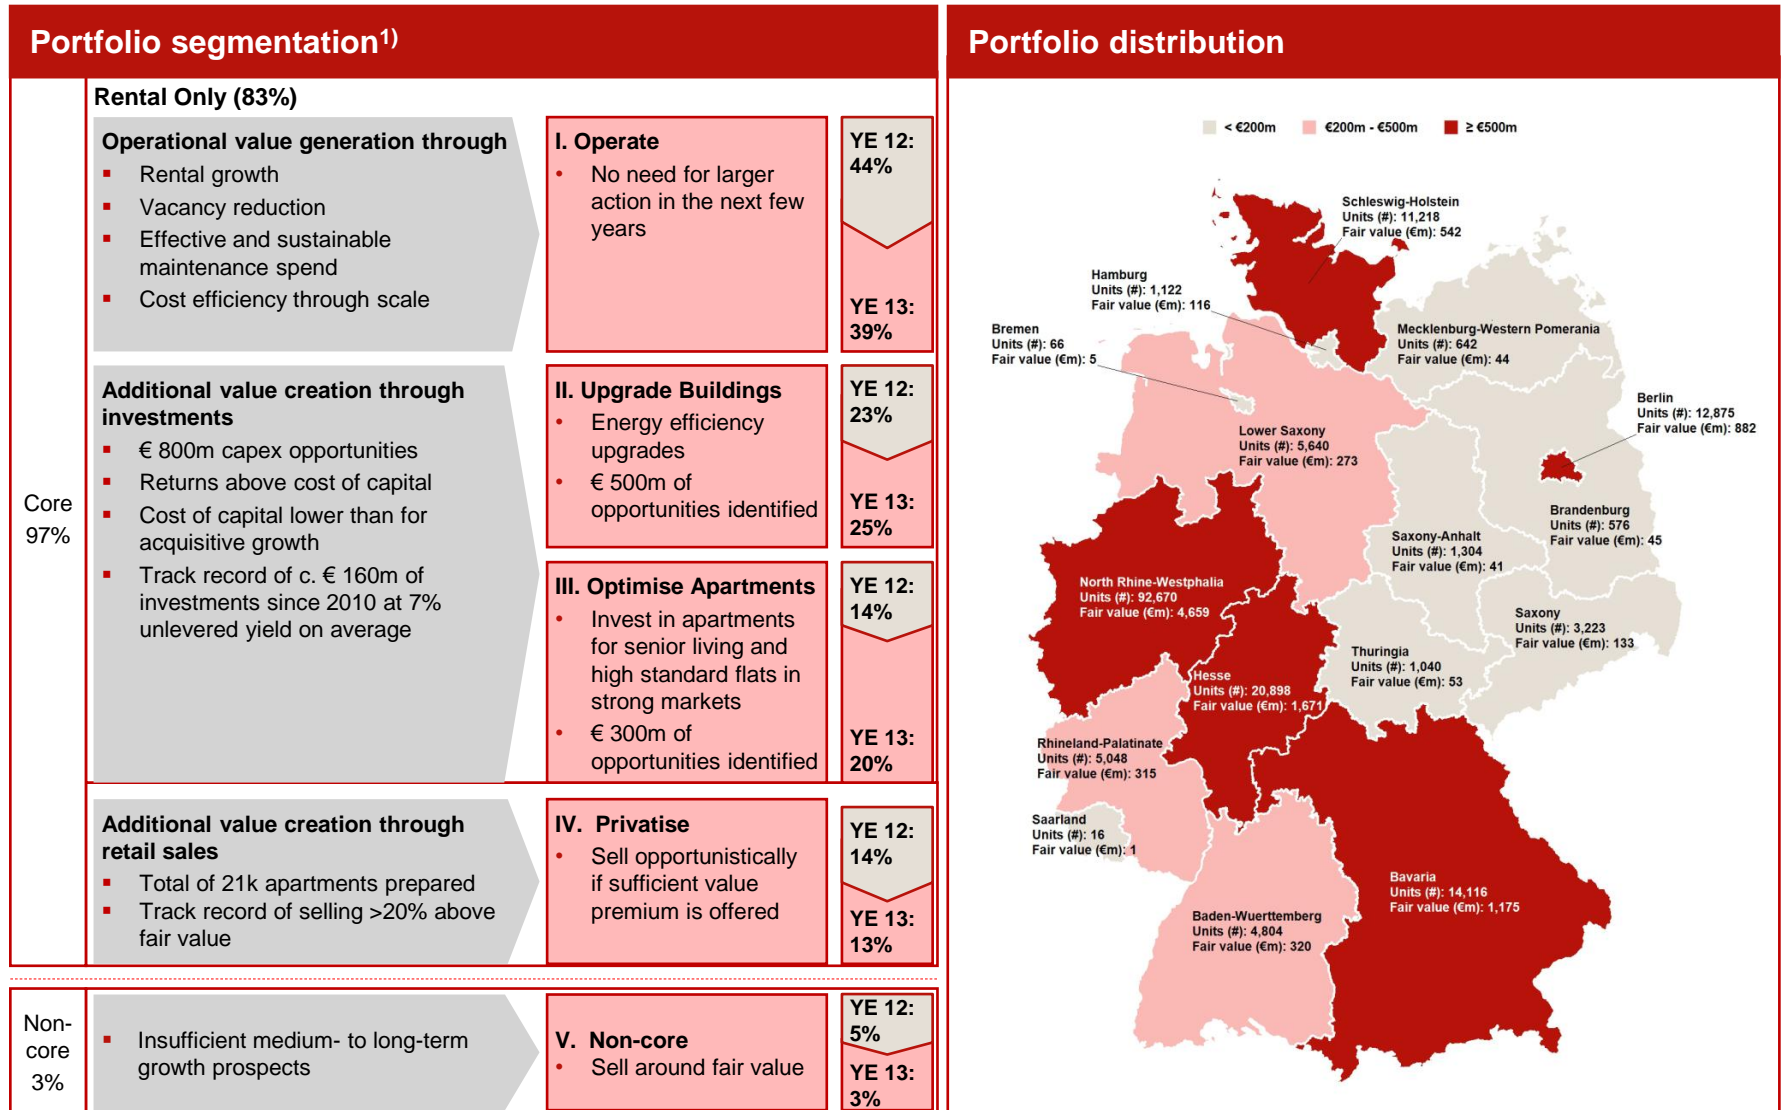 Portfolio segmentation1)
Core
97%
Rental Only (83%)
Operational value generation through
▪ Rental growth
▪ Vacancy reduction
▪ Effective and sustainable
maintenance spend
▪ Cost efficiency through scale
I. Operate
• No need for larger
action in the next few
years
YE 12:
44%
YE 13:
39%
Additional value creation through
investments
▪ € 800m capex opportunities
▪ Returns above cost of capital
▪ Cost of capital lower than for
acquisitive growth
▪ Track record of c. € 160m of
investments since 2010 at 7%
unlevered yield on average
II. Upgrade Buildings
• Energy efficiency
upgrades
• € 500m of
opportunities identified
YE 12:
23%
YE 13:
25%
III. Optimise Apartments
• Invest in apartments
for senior living and
high standard flats in
strong markets
• € 300m of
opportunities identified
YE 12:
14%
YE 13:
20%
Additional value creation through
retail sales
▪ Total of 21k apartments prepared
▪ Track record of selling >20% above
fair value
IV. Privatise
• Sell opportunistically
if sufficient value
premium is offered
YE 12:
14%
YE 13:
13%
Non-
core
3%
▪ Insufficient medium- to long-term
growth prospects
V. Non-core
• Sell around fair value
YE 12:
5%
YE 13:
3%
Portfolio distribution
< €200m €200m - €500m ≥ €500m
Schleswig-Holstein
Units (#): 11,218
Fair value (€m): 542
Hamburg
Units (#): 1,122
Fair value (€m): 116
Bremen
Units (#): 66
Fair value (€m): 5
Mecklenburg-Western Pomerania
Units (#): 642
Fair value (€m): 44
Berlin
Units (#): 12,875
Fair value (€m): 882
Lower Saxony
Units (#): 5,640
Fair value (€m): 273
Brandenburg
Units (#): 576
Fair value (€m): 45
Saxony-Anhalt
Units (#): 1,304
Fair value (€m): 41
North Rhine-Westphalia
Units (#): 92,670
Fair value (€m): 4,659
Saxony
Units (#): 3,223
Fair value (€m): 133
Thuringia
Units (#): 1,040
Fair value (€m): 53
Hesse
Units (#): 20,898
Fair value (€m): 1,671
Rhineland-Palatinate
Units (#): 5,048
Fair value (€m): 315
Saarland
Units (#): 16
Fair value (€m): 1
Bavaria
Units (#): 14,116
Fair value (€m): 1,175
Baden-Wuerttemberg
Units (#): 4,804
Fair value (€m): 320